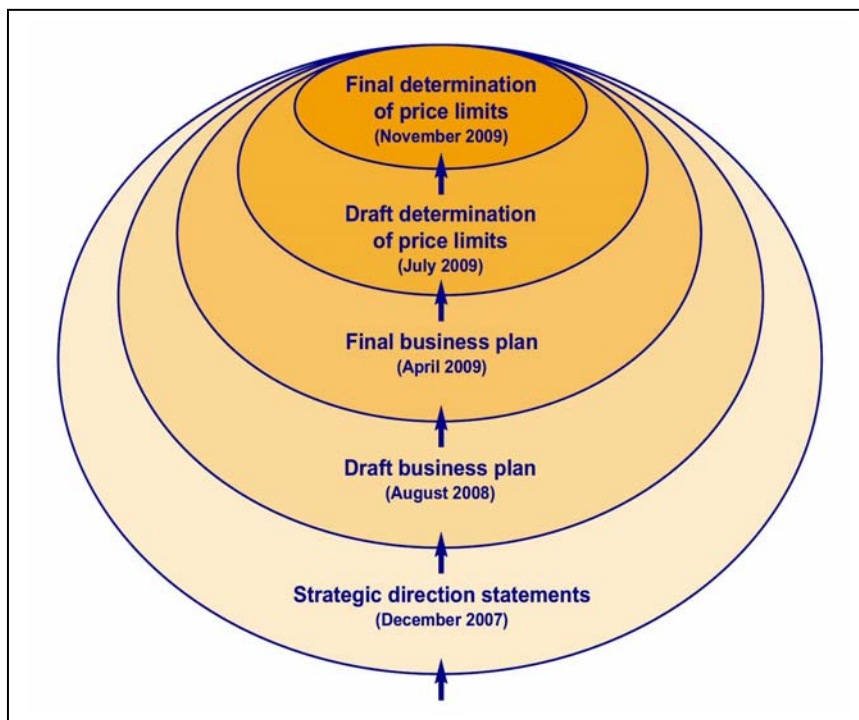 Final determination
of price limits
(November 2009)
Draft determination
of price limits
(July 2009)
Final business plan
(April 2009)
Draft business plan
(August 2008)
Strategic direction statements
(December 2007)